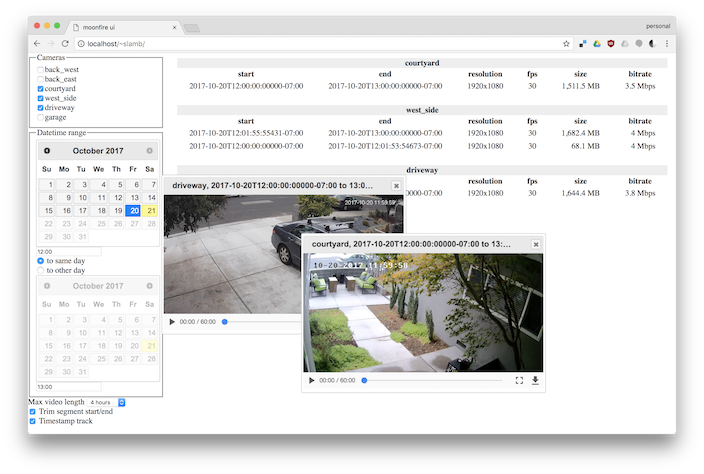 moonfire ui
personal
localhost/~slamb/
Cameras
back_west
back_east
courtyard
west_side
driveway
garage
Datetime range
October 2017
Su Mo Tu We Th Fr Sa
1 2 3 4 5 6 7
8 9 10 11 12 13 14
15 16 17 18 19 20 21
22 23 24 25 26 27 28
29 30 31
12:00
to same day
to other day
October 2017
Su Mo Tu We Th Fr Sa
1 2 3 4 5 6 7
8 9 10 11 12 13 14
15 16 17 18 19 20 21
22 23 24 25 26 27 28
29 30 31
13:00
Max video length 4 hours
Trim segment start/end
Timestamp track
courtyard
start end resolution fps size bitrate
2017-10-20T12:00:00:00000-07:00 2017-10-20T13:00:00:00000-07:00 1920x1080 30 1,511.5 MB 3.5 Mbps
west_side
start end resolution fps size bitrate
2017-10-20T12:01:55:55431-07:00 2017-10-20T13:00:00:00000-07:00 1920x1080 30 1,682.4 MB 4 Mbps
2017-10-20T12:00:00:00000-07:00 2017-10-20T12:01:53:54673-07:00 1920x1080 30 68.1 MB 4 Mbps
driveway
resolution fps size bitrate
00000-07:00 1920x1080 30 1,644.4 MB 3.8 Mbps
driveway, 2017-10-20T12:00:00:00000-07:00 to 13:0...
2017-10-20 11:59:59
00:00 / 60:00
courtyard, 2017-10-20T12:00:00:00000-07:00 to 13:...
10-20-2017 11:59:58
00:00 / 60:00